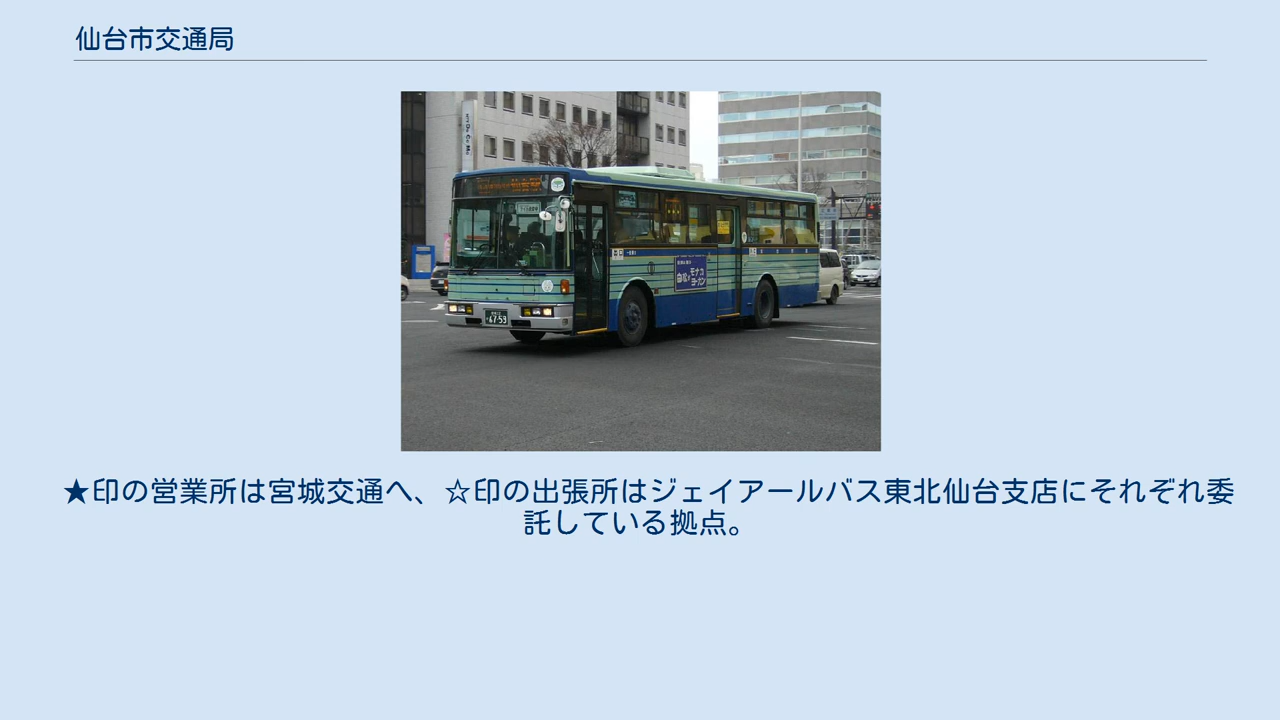 仙台市交通局
67-53
★印の営業所は宮城交通へ、☆印の出張所はジェイアールバス東北仙台支店にそれぞれ委
託している拠点。